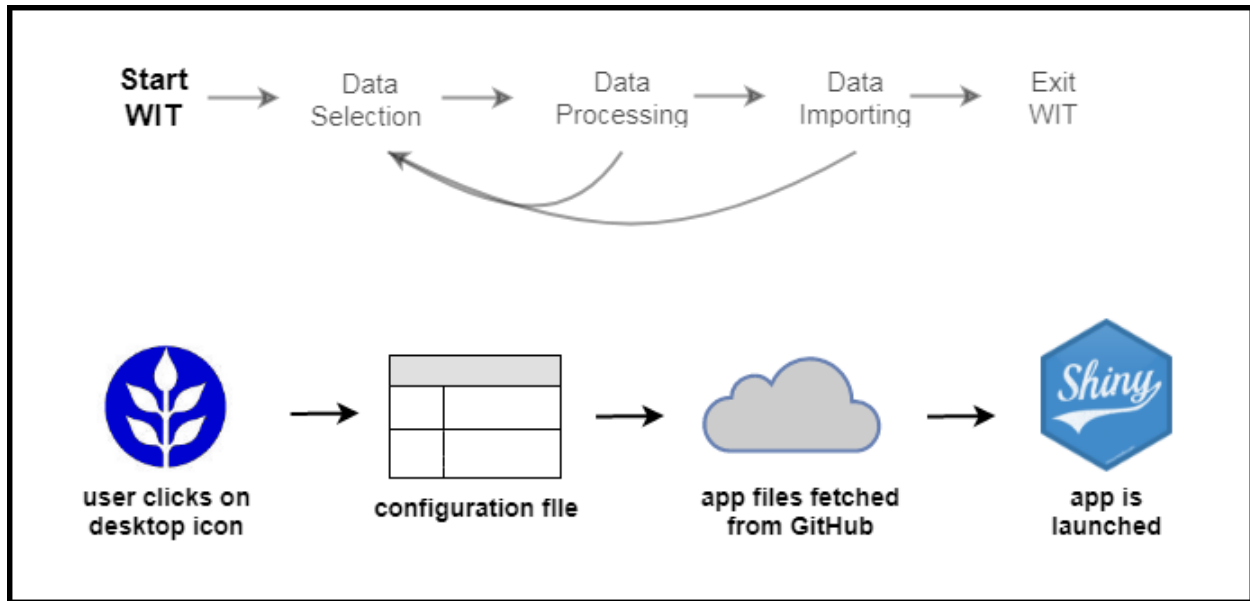 Start
WIT
Data
Selection
Data
Processing
Data
Importing
Exit
WIT
Shiny
user clicks on
desktop icon
configuration file
app files fetched
from GitHub
app is
launched